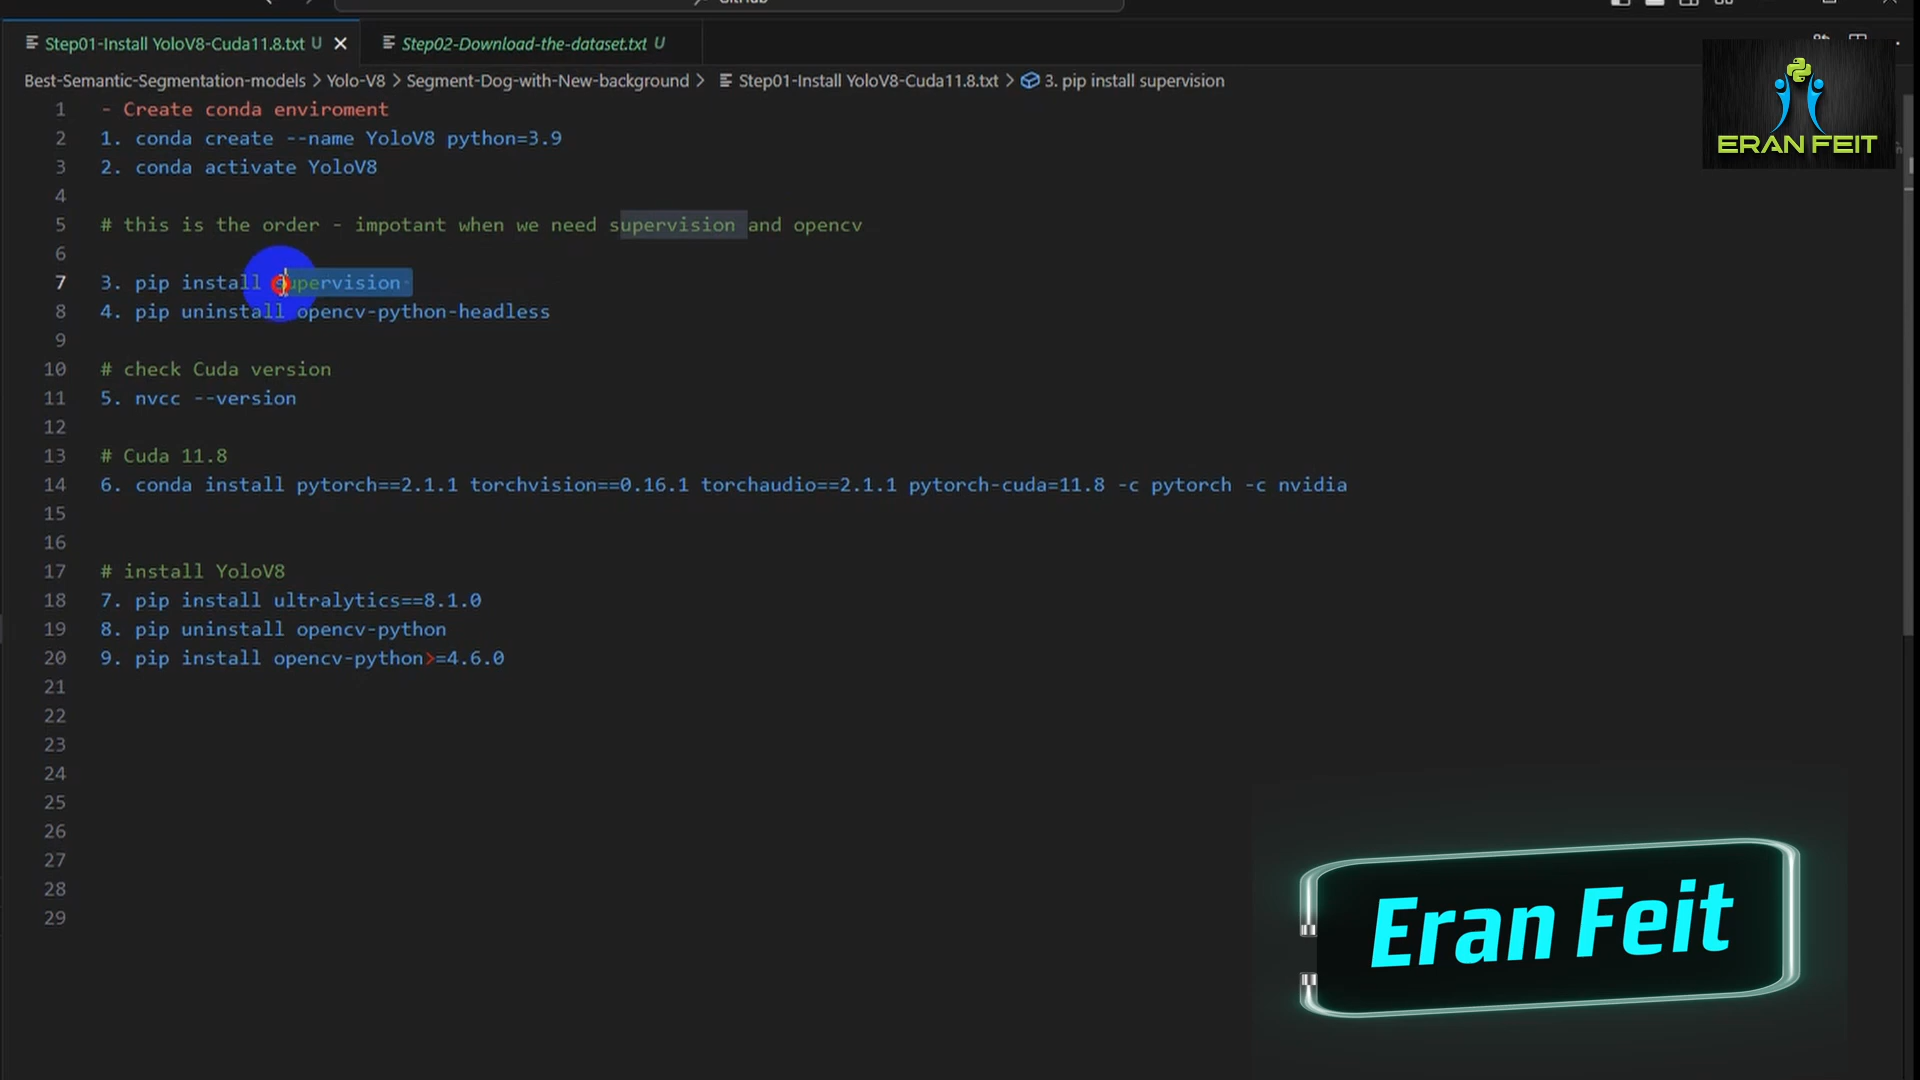 Step01-Install YoloV8-Cuda11.8.txt U
Step02-Download-the-dataset.txt U
Best-Semantic-Segmentation-models > Yolo-V8 > Segment-Dog-with-New-background > Step01-Install YoloV8-Cuda11.8.txt > 3. pip install supervision
ERAN FEIT
1 - Create conda enviroment
2 1. conda create --name YoloV8 python=3.9
3 2. conda activate YoloV8
4
5 # this is the order - impotant when we need supervision and opencv
6
7 3. pip install supervision
8 4. pip uninstall opencv-python-headless
9
10 # check Cuda version
11 5. nvcc --version
12
13 # Cuda 11.8
14 6. conda install pytorch==2.1.1 torchvision==0.16.1 torchaudio==2.1.1 pytorch-cuda=11.8 -c pytorch -c nvidia
15
16
17 # install YoloV8
18 7. pip install ultralytics==8.1.0
19 8. pip uninstall opencv-python
20 9. pip install opencv-python>=4.6.0
21
22
23
24
25
26
27
28
29
Eran Feit